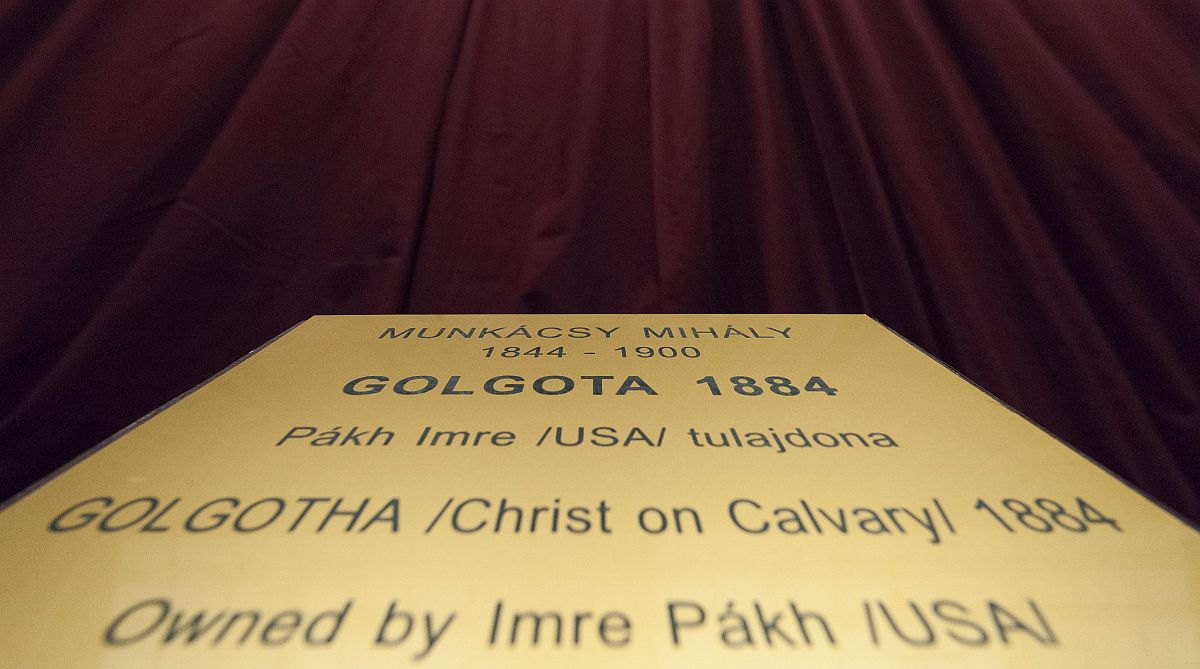 MUNKÁCSY MIHÁLY
1844 - 1900
GOLGOTA 1884
Pákh Imre /USA/ tulajdona
GOLGOTHA /Christ on Calvary/ 1884
Owned by Imre Pákh /USA/